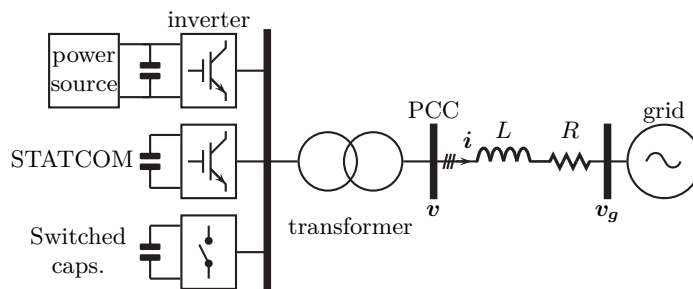 inverter
power
source
PCC
i
L
R
grid
STATCOM
v
v_g
transformer
Switched
caps.